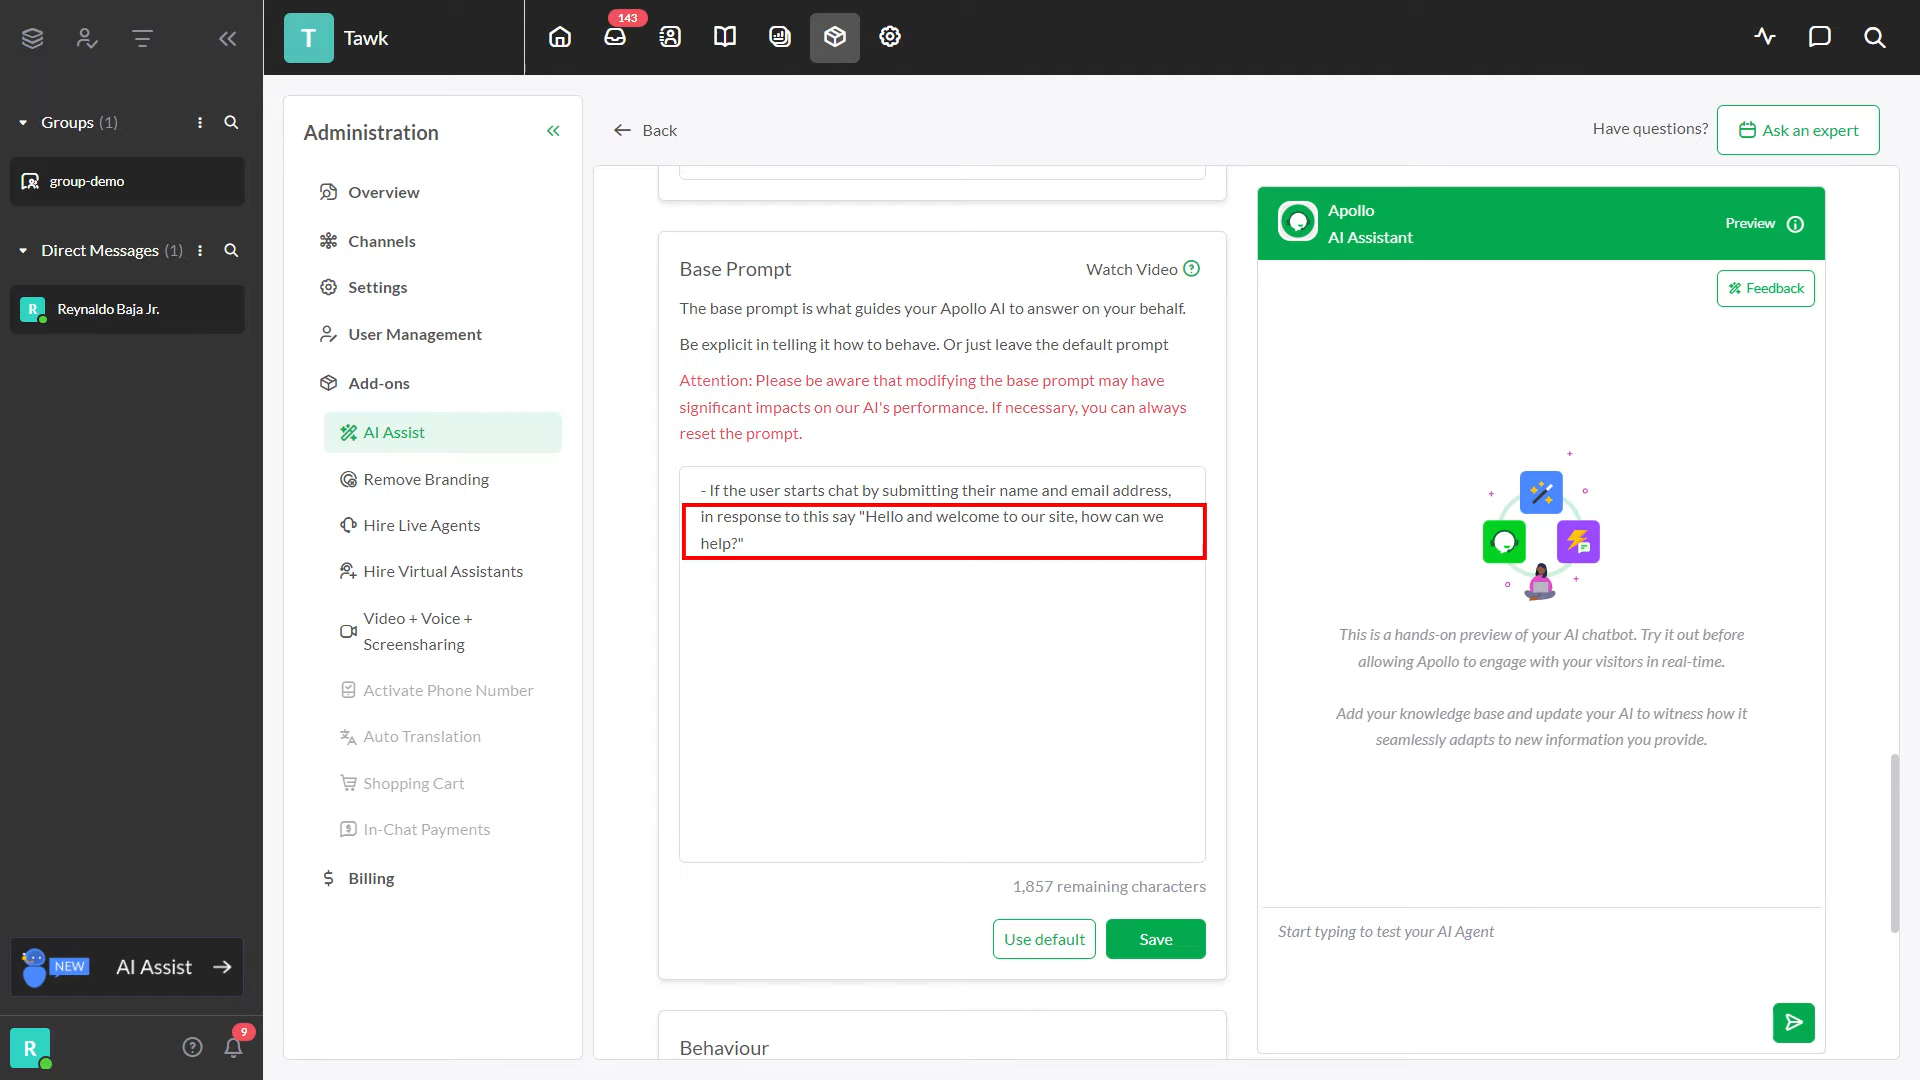 Groups (1)
group-demo
Direct Messages (1)
R
Reynaldo Baja Jr.
NEW
AI Assist
R
9
T
Tawk
143
Administration
Overview
Channels
Settings
User Management
Add-ons
AI Assist
Remove Branding
Hire Live Agents
Hire Virtual Assistants
Video + Voice +
Screensharing
Activate Phone Number
Auto Translation
Shopping Cart
In-Chat Payments
Billing
Back
Have questions?
Ask an expert
Base Prompt
Watch Video
The base prompt is what guides your Apollo AI to answer on your behalf.
Be explicit in telling it how to behave. Or just leave the default prompt
Attention: Please be aware that modifying the base prompt may have
significant impacts on our AI's performance. If necessary, you can always
reset the prompt.
- If the user starts chat by submitting their name and email address,
in response to this say "Hello and welcome to our site, how can we
help?"
1,857 remaining characters
Use default
Save
Behaviour
Apollo
AI Assistant
Preview
Feedback
This is a hands-on preview of your AI chatbot. Try it out before
allowing Apollo to engage with your visitors in real-time.
Add your knowledge base and update your AI to witness how it
seamlessly adapts to new information you provide.
Start typing to test your AI Agent